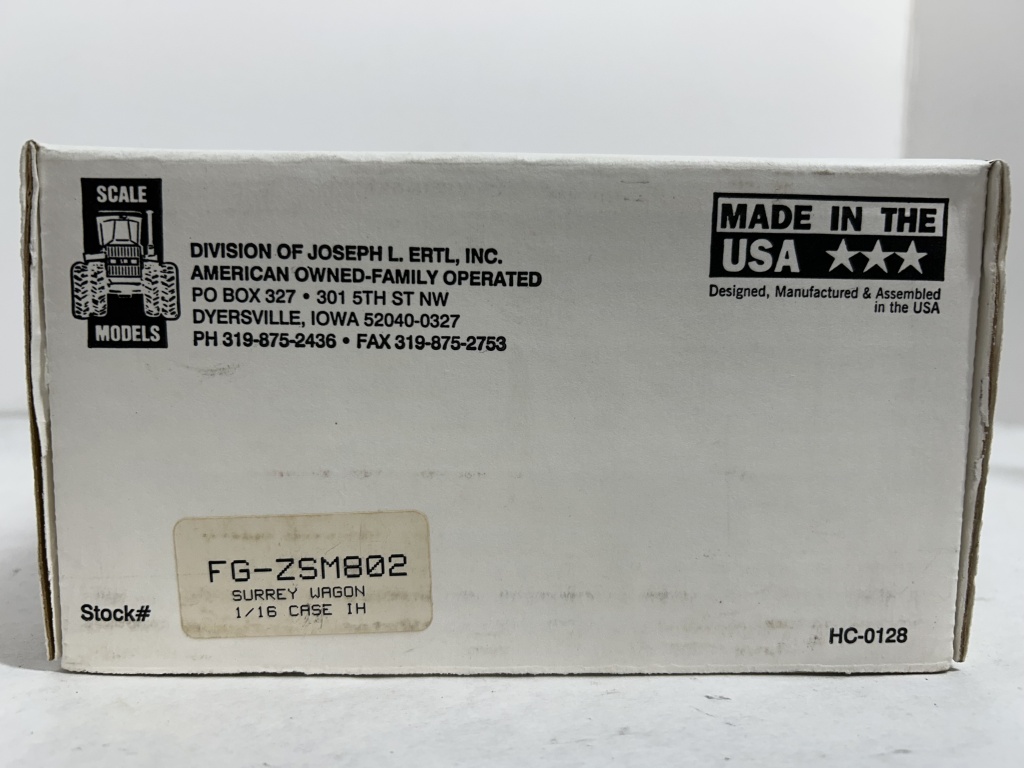 SCALE
MODELS
DIVISION OF JOSEPH L. ERTL, INC.
AMERICAN OWNED-FAMILY OPERATED
PO BOX 327 • 301 5TH ST NW
DYERSVILLE, IOWA 52040-0327
PH 319-875-2436 • FAX 319-875-2753
MADE IN THE
USA ★★★
Designed, Manufactured & Assembled
in the USA
FG-ZSM802
SURREY WAGON
1/16 CASE IH
Stock#
HC-0128